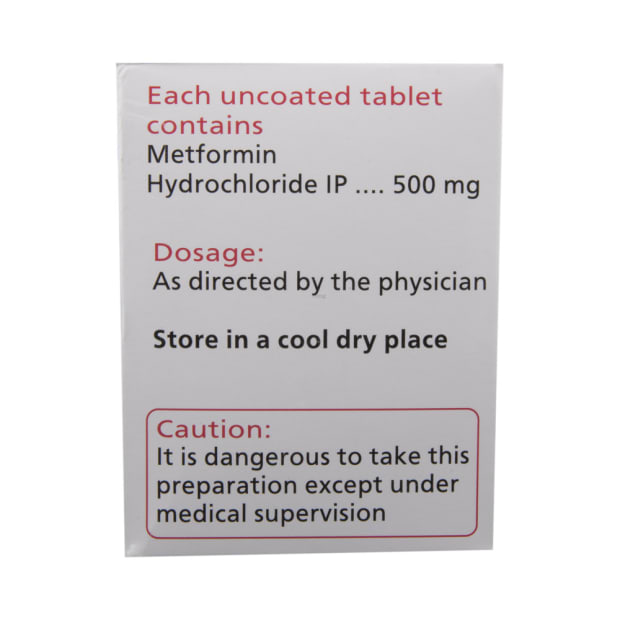 Each uncoated tablet
contains
Metformin
Hydrochloride IP .... 500 mg
Dosage:
As directed by the physician
Store in a cool dry place
Caution:
It is dangerous to take this
preparation except under
medical supervision